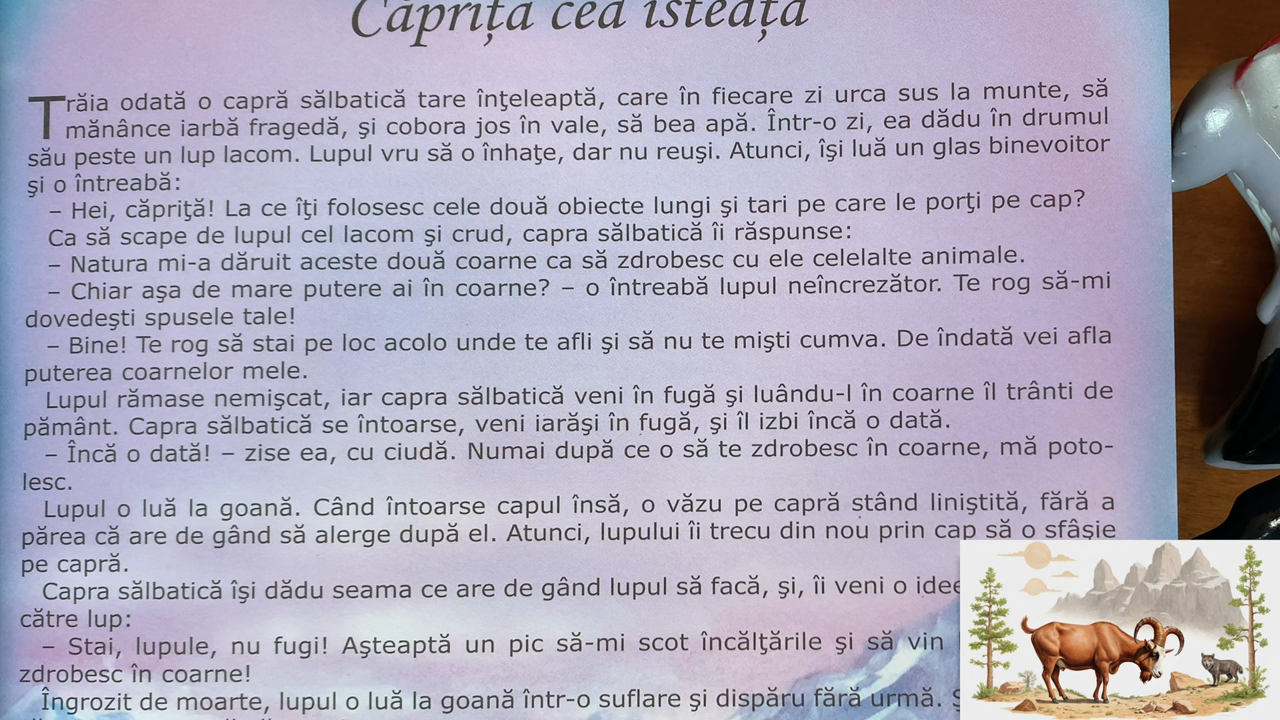 Căprița cea isteață
Trăia odată o capră sălbatică tare înţeleaptă, care în fiecare zi urca sus la munte, să
mănânce iarbă fragedă, şi cobora jos în vale, să bea apă. Într-o zi, ea dădu în drumul
său peste un lup lacom. Lupul vru să o înhaţe, dar nu reuşi. Atunci, îşi luă un glas binevoitor
şi o întreabă:
– Hei, căpriţă! La ce îţi folosesc cele două obiecte lungi şi tari pe care le porţi pe cap?
Ca să scape de lupul cel lacom şi crud, capra sălbatică îi răspunse:
– Natura mi-a dăruit aceste două coarne ca să zdrobesc cu ele celelalte animale.
– Chiar aşa de mare putere ai în coarne? – o întreabă lupul neîncrezător. Te rog să-mi
dovedeşti spusele tale!
– Bine! Te rog să stai pe loc acolo unde te afli şi să nu te mişti cumva. De îndată vei afla
puterea coarnelor mele.
Lupul rămase nemişcat, iar capra sălbatică veni în fugă şi luându-l în coarne îl trânti de
pământ. Capra sălbatică se întoarse, veni iarăşi în fugă, şi îl izbi încă o dată.
– Încă o dată! – zise ea, cu ciudă. Numai după ce o să te zdrobesc în coarne, mă poto-
lesc.
Lupul o luă la goană. Când întoarse capul însă, o văzu pe capră stând liniştită, fără a
părea că are de gând să alerge după el. Atunci, lupului îi trecu din nou prin cap să o sfâşie
pe capră.
Capra sălbatică îşi dădu seama ce are de gând lupul să facă, şi, îi veni o idee
către lup:
– Stai, lupule, nu fugi! Aşteaptă un pic să-mi scot încălţările şi să vin
zdrobesc în coarne!
Îngrozit de moarte, lupul o luă la goană într-o suflare şi dispăru fără urmă.